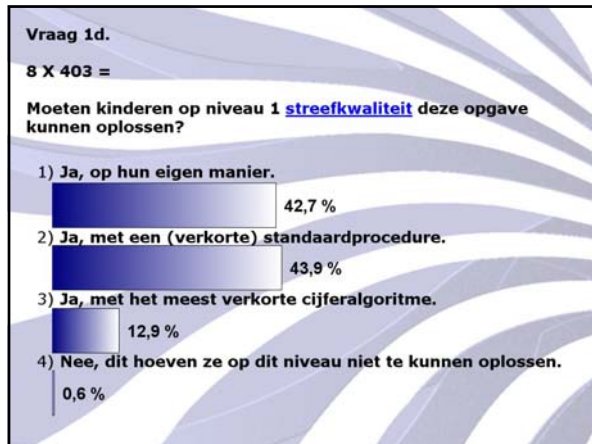 Vraag 1d.
8 X 403 =
Moeten kinderen op niveau 1 streefkwaliteit deze opgave
kunnen oplossen?
1) Ja, op hun eigen manier.
42,7 %
2) Ja, met een (verkorte) standaardprocedure.
43,9 %
3) Ja, met het meest verkorte cijferalgoritme.
12,9 %
4) Nee, dit hoeven ze op dit niveau niet te kunnen oplossen.
0,6 %